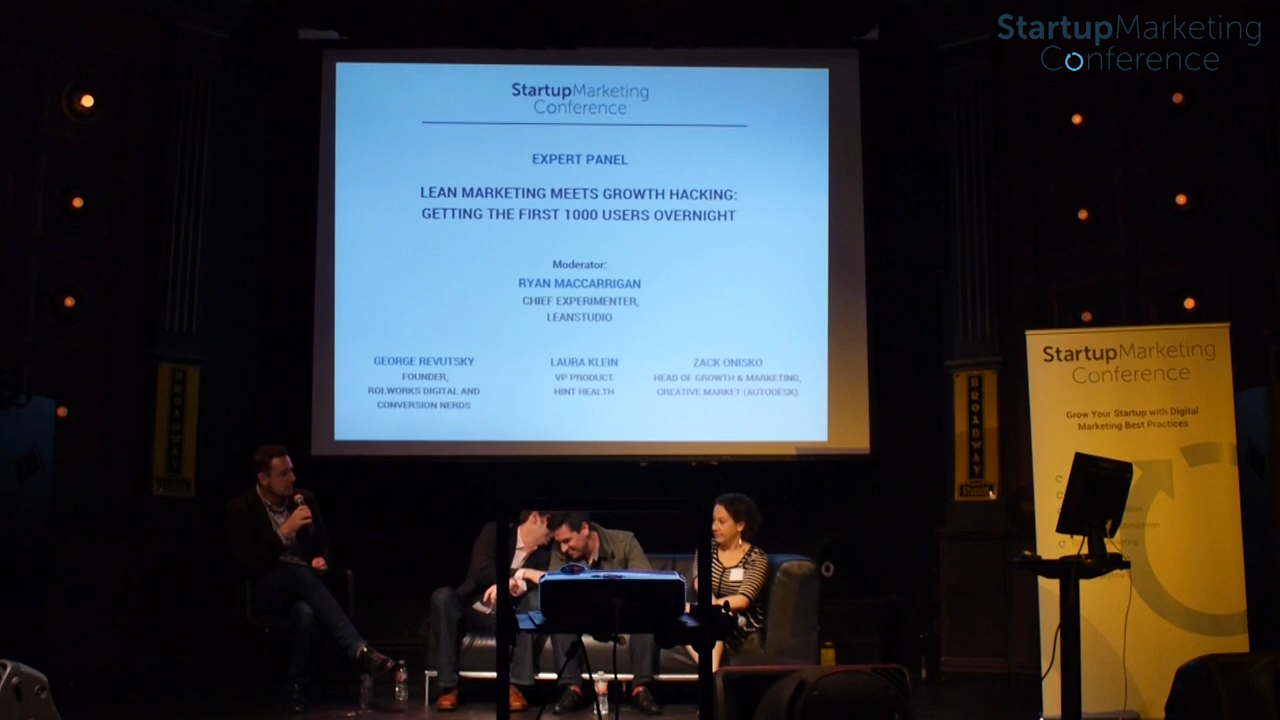 StartupMarketing
Conference
StartupMarketing
Conference
EXPERT PANEL
LEAN MARKETING MEETS GROWTH HACKING:
GETTING THE FIRST 1000 USERS OVERNIGHT
Moderator:
RYAN MACCARRIGAN
CHIEF EXPERIMENTER,
LEANSTUDIO
GEORGE REVUTSKY
FOUNDER,
ROI.WORKS DIGITAL AND
CONVERSION NERDS
LAURA KLEIN
VP PRODUCT
HINT HEALTH
ZACK ONISKO
HEAD OF GROWTH & MARKETING,
CREATIVE MARKET (AUTODESK)
BROADWAY
BROADWAY
STUDIOS
StartupMarketing
Conference
Grow Your Startup with Digital
Marketing Best Practices